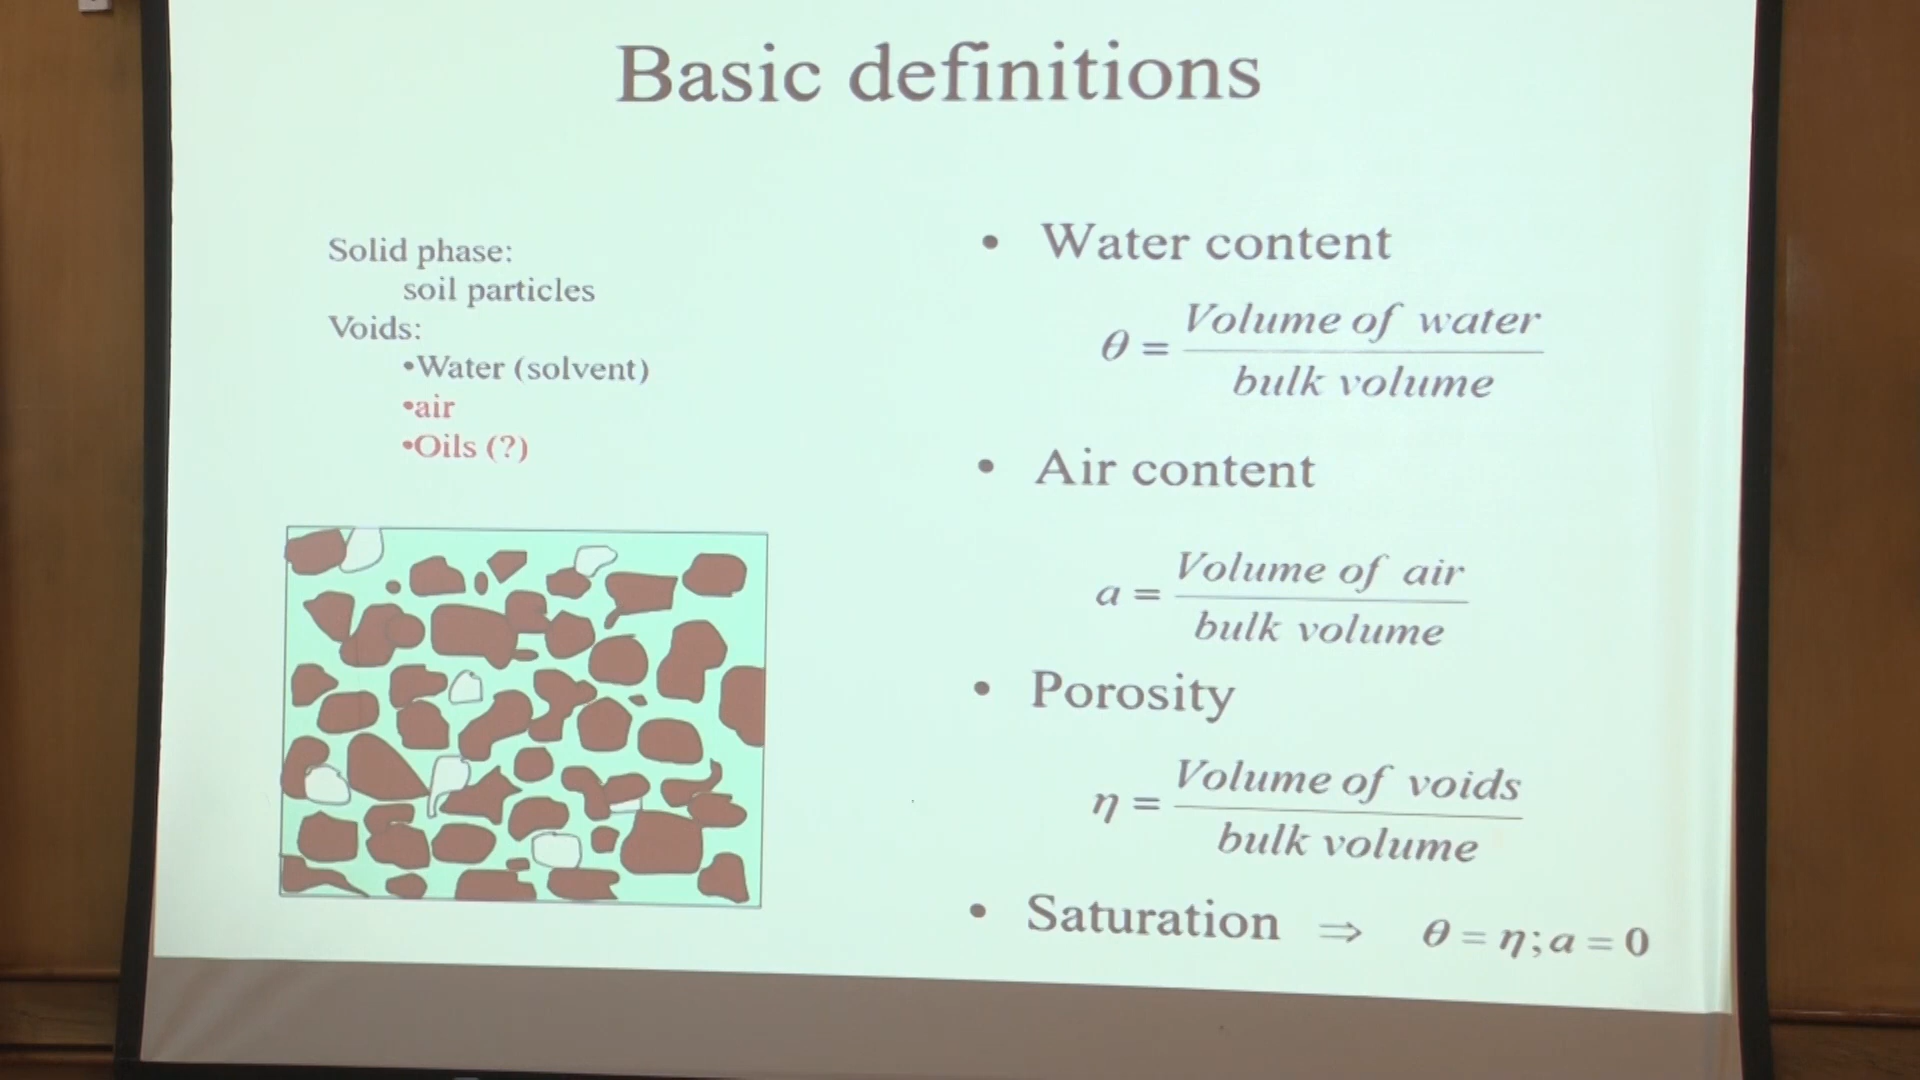 Basic definitions
Solid phase:
soil particles
Voids:
•Water (solvent)
•air
•Oils (?)
• Water content
θ = Volume of water / bulk volume
• Air content
a = Volume of air / bulk volume
• Porosity
η = Volume of voids / bulk volume
• Saturation ⇒ θ = η; a = 0